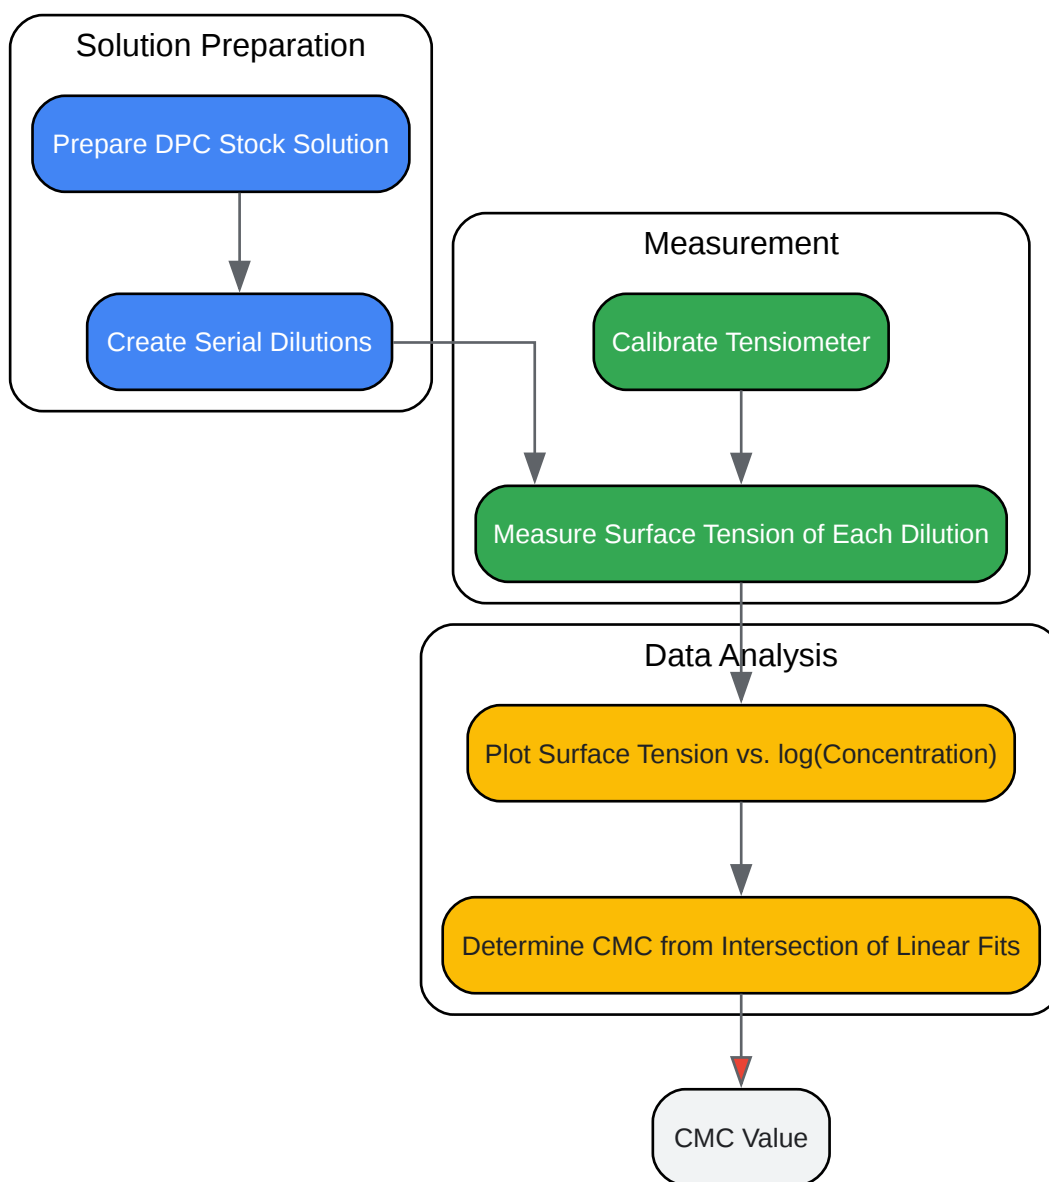 Solution Preparation
Prepare DPC Stock Solution
Create Serial Dilutions
Measurement
Calibrate Tensiometer
Measure Surface Tension of Each Dilution
Data Analysis
Plot Surface Tension vs. log(Concentration)
Determine CMC from Intersection of Linear Fits
CMC Value